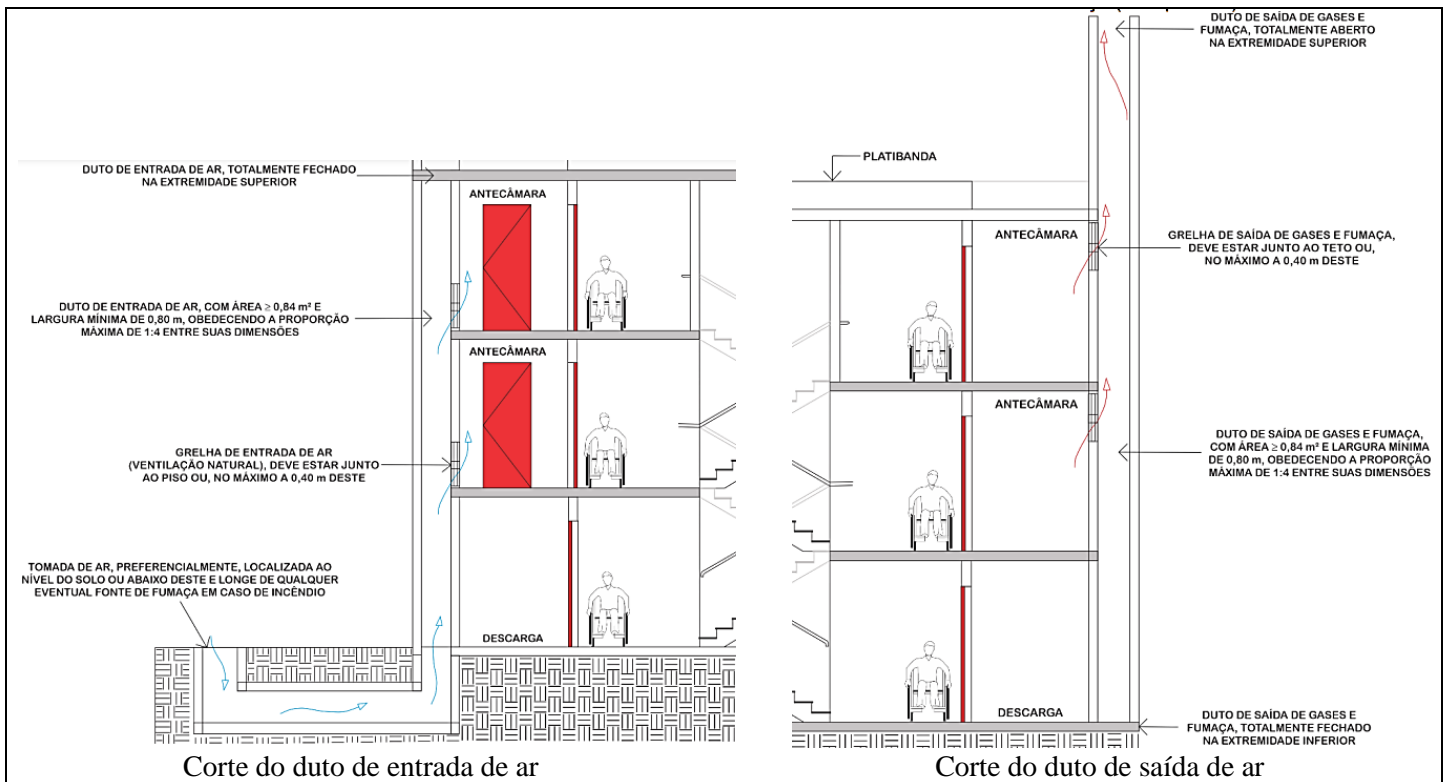 DUTO DE SAÍDA DE GASES E
FUMAÇA, TOTALMENTE ABERTO
NA EXTREMIDADE SUPERIOR
DUTO DE ENTRADA DE AR, TOTALMENTE FECHADO
NA EXTREMIDADE SUPERIOR
ANTECÂMARA
DUTO DE ENTRADA DE AR, COM ÁREA ≥ 0,84 m² E
LARGURA MÍNIMA DE 0,80 m, OBEDECENDO A PROPORÇÃO
MÁXIMA DE 1:4 ENTRE SUAS DIMENSÕES
ANTECÂMARA
GRELHA DE ENTRADA DE AR
(VENTILAÇÃO NATURAL), DEVE ESTAR JUNTO
AO PISO OU, NO MÁXIMO A 0,40 m DESTE
TOMADA DE AR, PREFERENCIALMENTE, LOCALIZADA AO
NÍVEL DO SOLO OU ABAIXO DESTE E LONGE DE QUALQUER
EVENTUAL FONTE DE FUMAÇA EM CASO DE INCÊNDIO
DESCARGA
Corte do duto de entrada de ar
PLATIBANDA
ANTECÂMARA
GRELHA DE SAÍDA DE GASES E FUMAÇA,
DEVE ESTAR JUNTO AO TETO OU,
NO MÁXIMO A 0,40 m DESTE
ANTECÂMARA
DUTO DE SAÍDA DE GASES E FUMAÇA,
COM ÁREA ≥ 0,84 m² E LARGURA MÍNIMA
DE 0,80 m, OBEDECENDO A PROPORÇÃO
MÁXIMA DE 1:4 ENTRE SUAS DIMENSÕES
DESCARGA
DUTO DE SAÍDA DE GASES E
FUMAÇA, TOTALMENTE FECHADO
NA EXTREMIDADE INFERIOR
Corte do duto de saída de ar